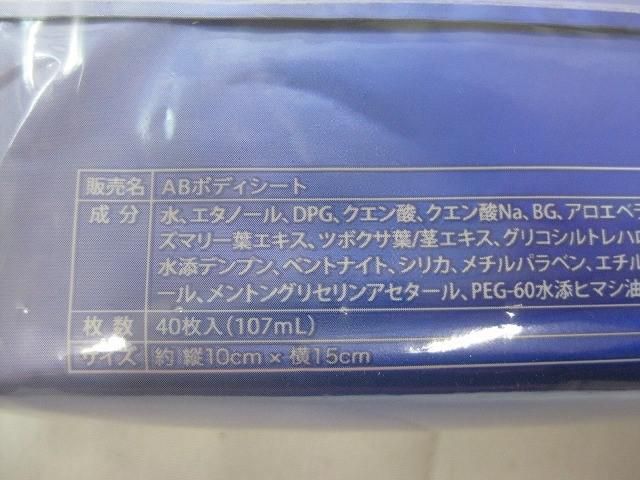 販売名 ABボディシート
成分 水、エタノール、DPG、クエン酸、クエン酸Na、BG、アロエベラ
ズマリー葉エキス、ツボクサ葉/茎エキス、グリコシルトレハロ
水添デンプン、ベントナイト、シリカ、メチルパラベン、エチル
ール、メントングリセリンアセタール、PEG-60水添ヒマシ油
枚数 40枚入(107mL)
サイズ 約 縦10cm×横15cm